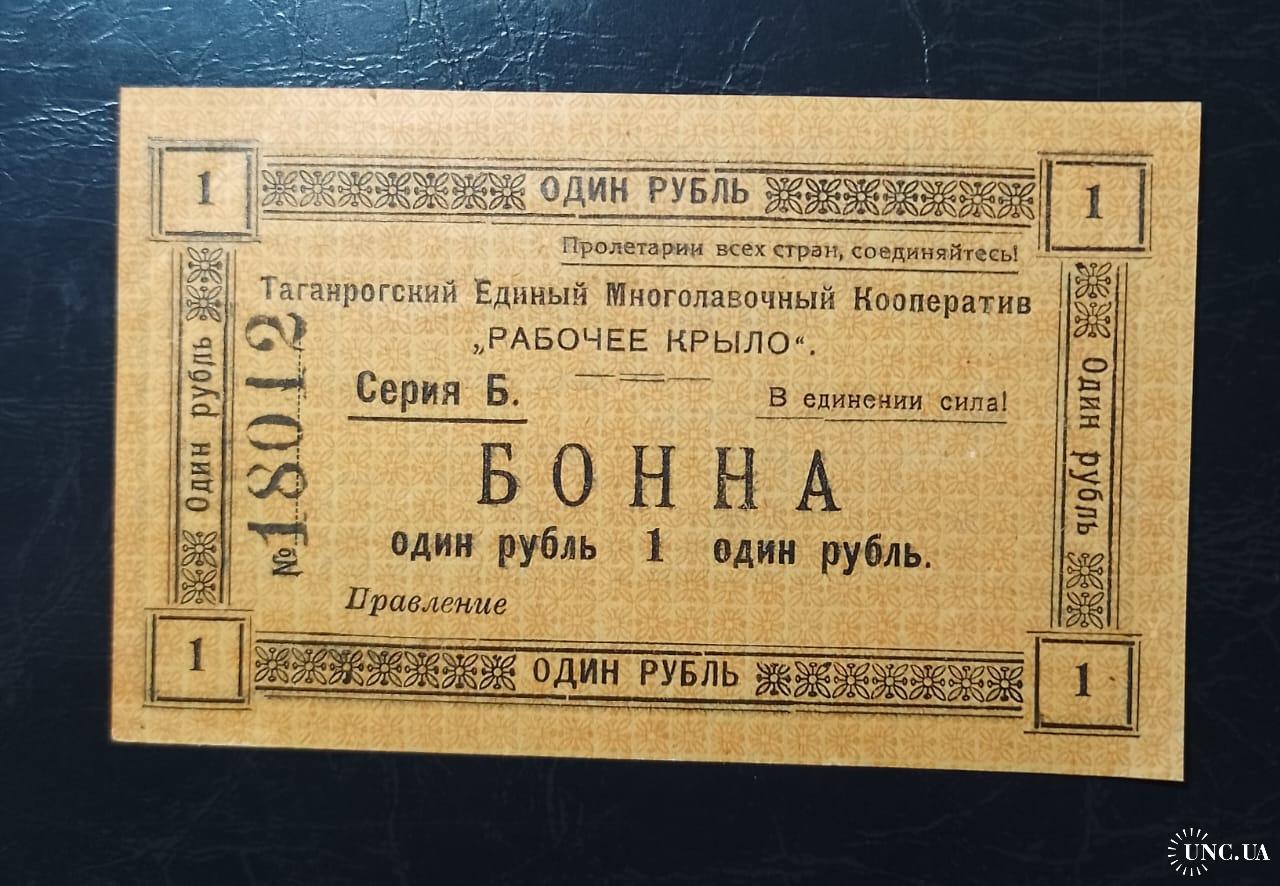 1 ОДИН РУБЛЬ 1
Пролетарии всех стран, соединяйтесь!
Таганрогский Единый Многолавочный Кооператив
„РАБОЧЕЕ КРЫЛО“.
Серия Б.
В единении сила!
БОННА
один рубль 1 один рубль.
Правление
№ 18012
Один рубль
Один рубль
1 ОДИН РУБЛЬ 1
UNC.UA